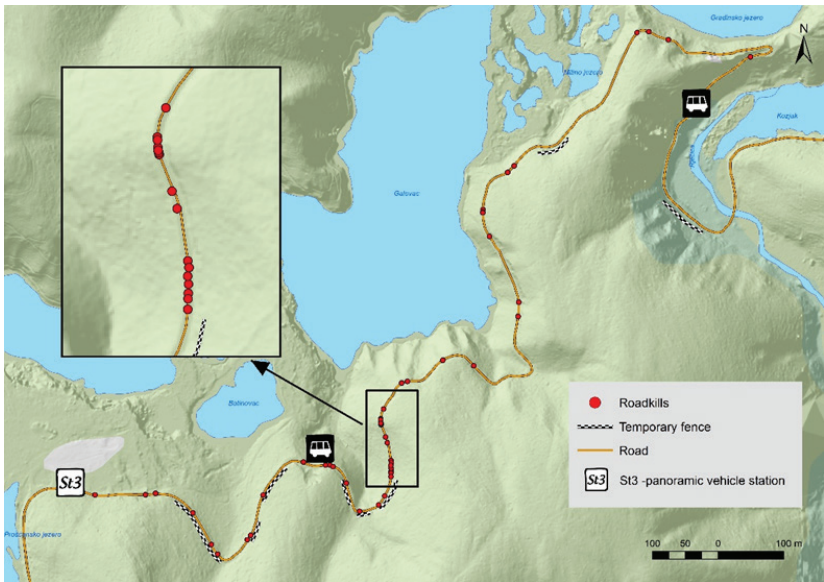 Gradinsko jezero
N
Kozjak
Galovac
Batinovac
St3
Prošćansko jezero
Roadkills
Temporary fence
Road
St3
St3 -panoramic vehicle station
100 50 0 100 m